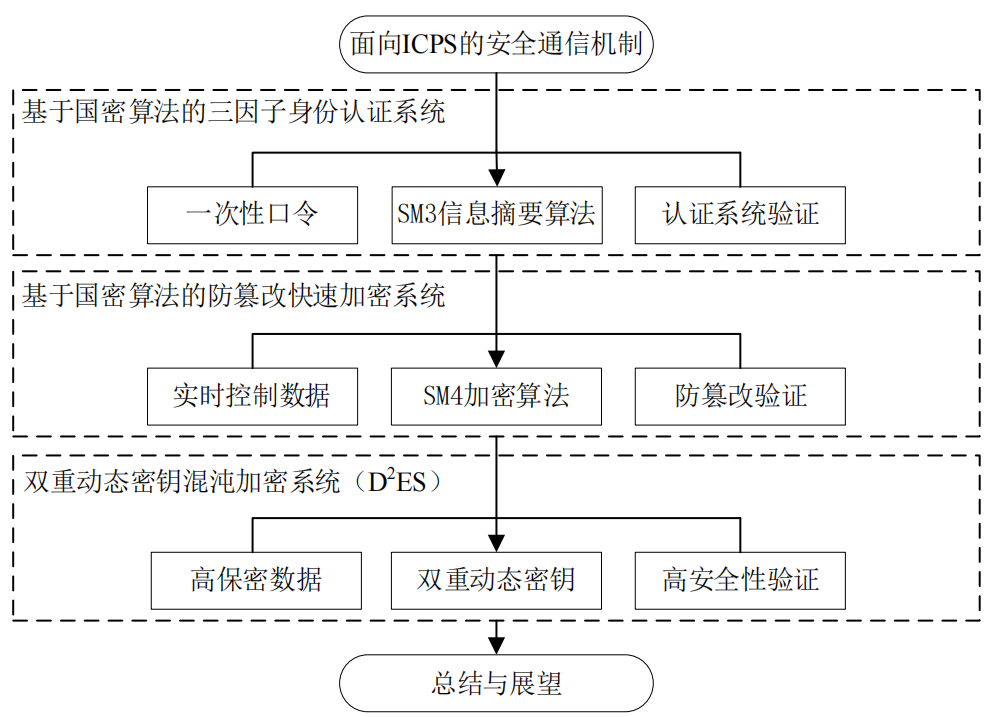 面向ICPS的安全通信机制
基于国密算法的三因子身份认证系统
一次性口令
SM3信息摘要算法
认证系统验证
基于国密算法的防篡改快速加密系统
实时控制数据
SM4加密算法
防篡改验证
双重动态密钥混沌加密系统（D²ES）
高保密数据
双重动态密钥
高安全性验证
总结与展望